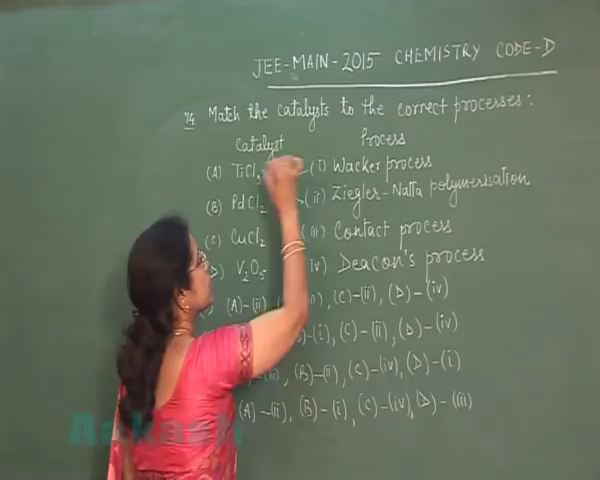 JEE-MAIN-2015 CHEMISTRY CODE-D
74 Match the catalysts to the correct processes:
Catalyst Process
(A) TiCl3 (i) Wacker process
(B) PdCl2 (ii) Ziegler-Natta polymerisation
(C) CuCl2 (iii) Contact process
(D) V2O5 (iv) Deacon's process
(A)-(ii) (C)-(ii), (D)-(iv)
-(i), (C)-(iii), (D)-(iv)
(B)-(ii), (C)-(iv), (D)-(i)
(A)-(ii), (B)-(i), (C)-(iv), (D)-(iii)
Aakash